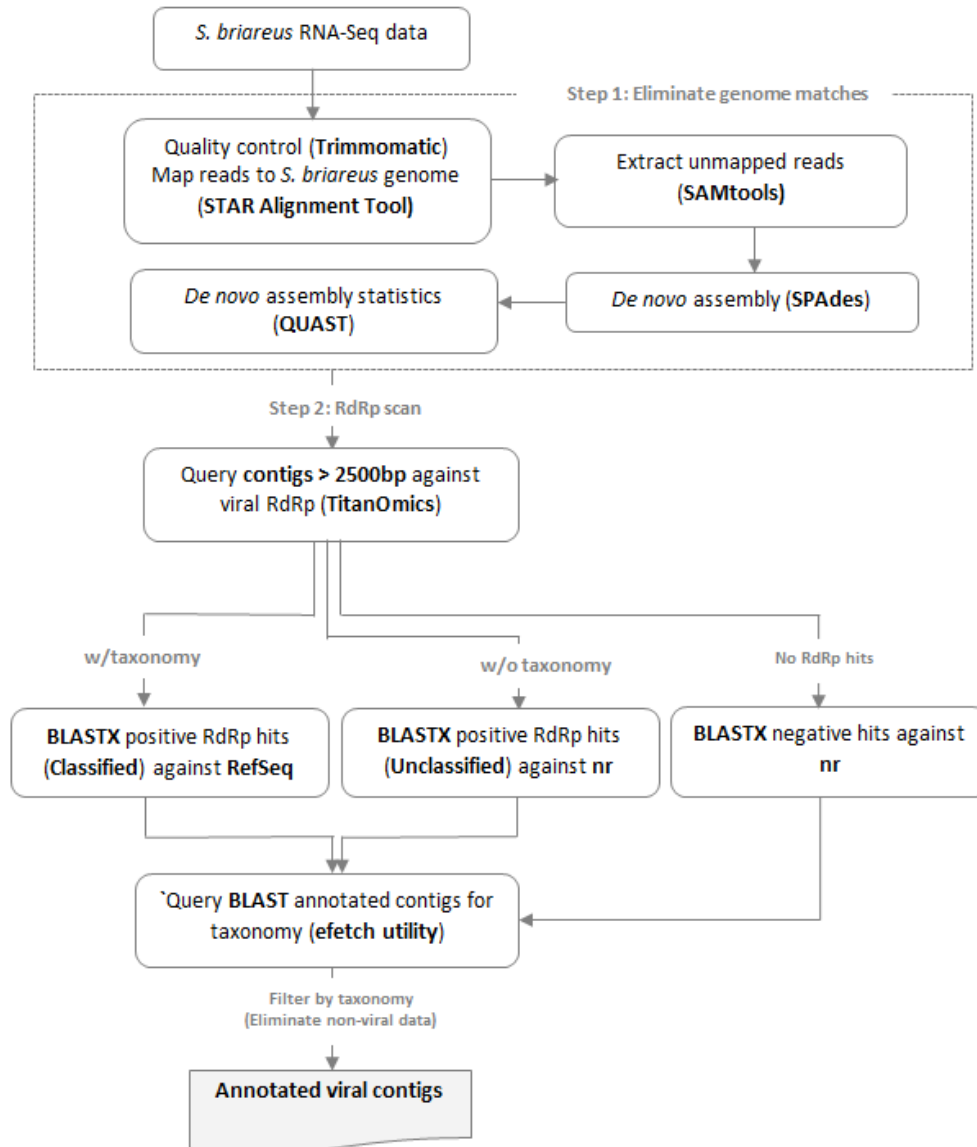 S. briareus RNA-Seq data
Step 1: Eliminate genome matches
Quality control (Trimmomatic)
Map reads to S. briareus genome
(STAR Alignment Tool)
Extract unmapped reads
(SAMtools)
De novo assembly statistics
(QUAST)
De novo assembly (SPAdes)
Step 2: RdRp scan
Query contigs > 2500bp against
viral RdRp (TitanOmics)
w/taxonomy
w/o taxonomy
No RdRp hits
BLASTX positive RdRp hits
(Classified) against RefSeq
BLASTX positive RdRp hits
(Unclassified) against nr
BLASTX negative hits against
nr
`Query BLAST annotated contigs for
taxonomy (efetch utility)
Filter by taxonomy
(Eliminate non-viral data)
Annotated viral contigs